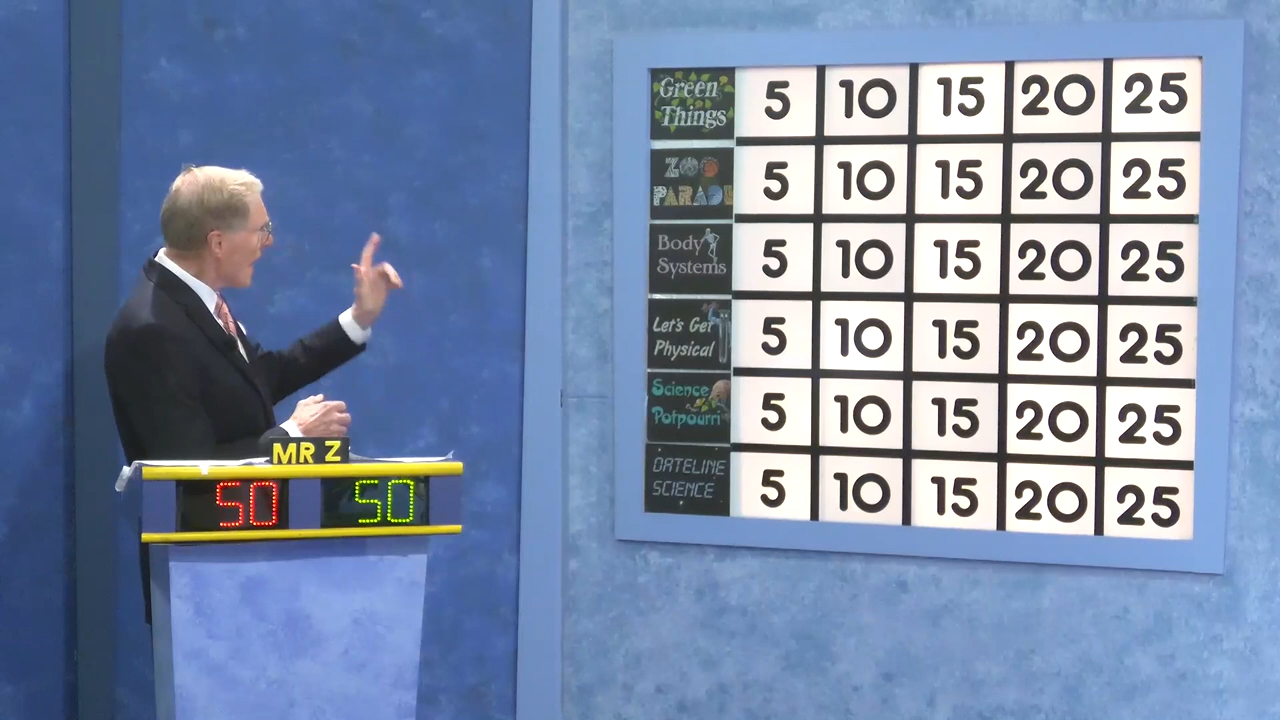 Green
Things
5 10 15 20 25
ZOO
PARADE
5 10 15 20 25
Body
Systems
5 10 15 20 25
Let's Get
Physical
5 10 15 20 25
Science
Potpourri
5 10 15 20 25
DATELINE
SCIENCE
5 10 15 20 25
MR Z
50 50